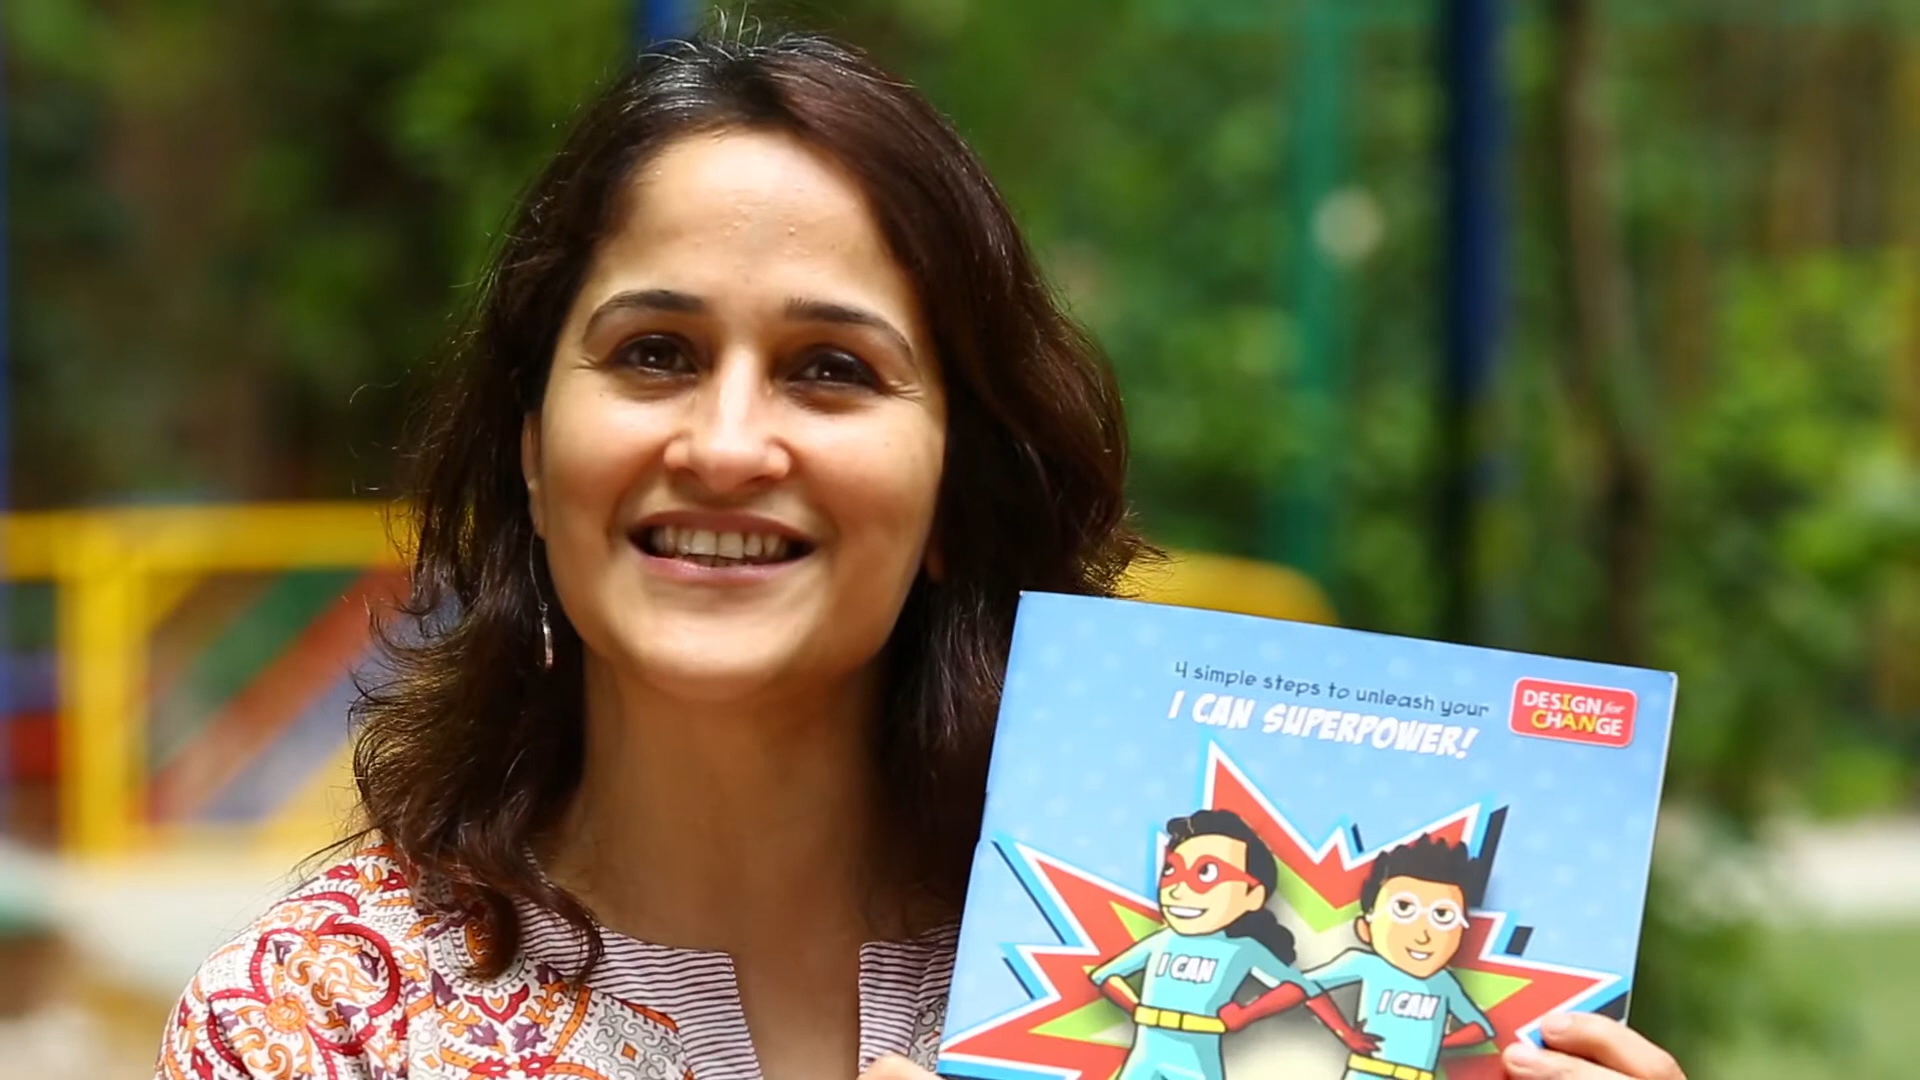 4 simple steps to unleash your
I CAN SUPERPOWER!
DESIGN for
CHANGE
I CAN
I CAN